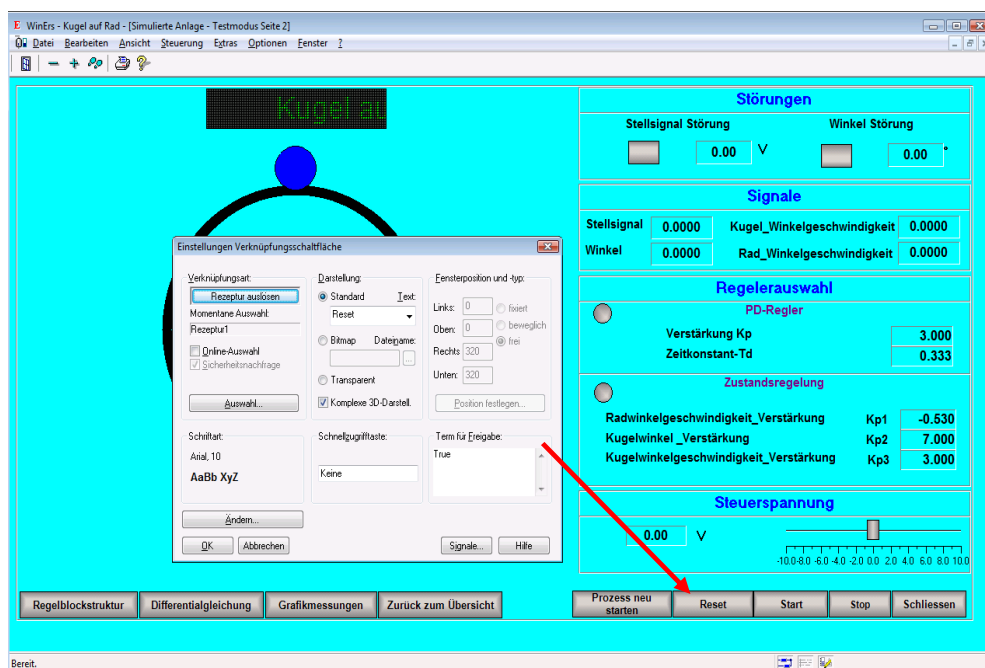 WinErs - Kugel auf Rad - [Simulierte Anlage - Testmodus Seite 2]
Datei Bearbeiten Ansicht Steuerung Extras Optionen Fenster ?
Kugel au
Störungen
Stellsignal Störung Winkel Störung
0.00 V 0.00 °
Signale
Stellsignal 0.0000 Kugel_Winkelgeschwindigkeit 0.0000
Winkel 0.0000 Rad_Winkelgeschwindigkeit 0.0000
Regelerauswahl
PD-Regler
Verstärkung Kp 3.000
Zeitkonstant-Td 0.333
Zustandsregelung
Radwinkelgeschwindigkeit_Verstärkung Kp1 -0.530
Kugelwinkel _Verstärkung Kp2 7.000
Kugelwinkelgeschwindigkeit_Verstärkung Kp3 3.000
Steuerspannung
0.00 V
-10.0 -8.0 -6.0 -4.0 -2.0 0.0 2.0 4.0 6.0 8.0 10.0
Einstellungen Verknüpfungsschaltfläche
Verknüpfungsart:
Rezeptur auslösen
Momentane Auswahl:
Rezeptur1
Online-Auswahl
Sicherheitsnachfrage
Auswahl...
Darstellung:
Standard Text:
Reset
Bitmap Dateiname:
...
Transparent
Komplexe 3D-Darstell.
Fensterposition und -typ:
Links: 0 fixiert
Oben: 0 beweglich
frei
Rechts 320
Unten: 320
Position festlegen...
Schriftart:
Arial, 10
AaBb XyZ
Schnellzugrifftaste:
Keine
Term für Freigabe:
True
Ändern...
OK Abbrechen Signale... Hilfe
Regelblockstruktur Differentialgleichung Grafikmessungen Zurück zum Übersicht
Prozess neu starten Reset Start Stop Schliessen
Bereit.